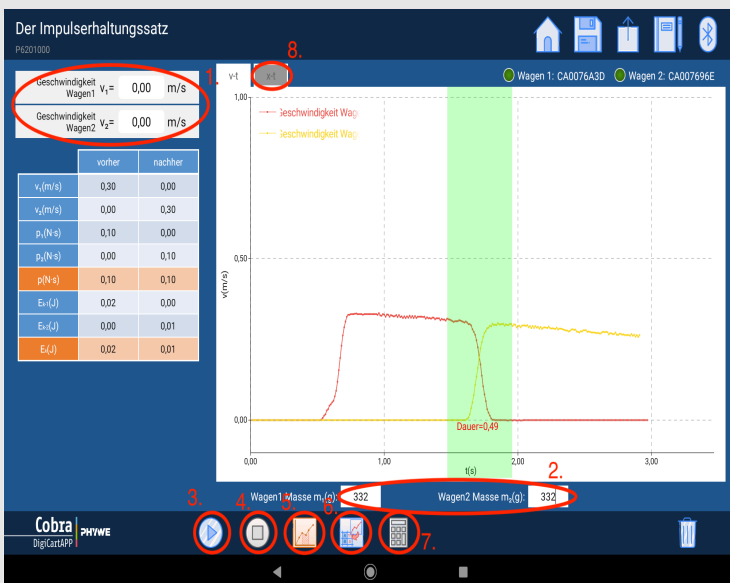 Der Impulserhaltungssatz
P6201000
8.
1.
v-t
x-t
Wagen 1: CA0076A3D
Wagen 2: CA007696E
Geschwindigkeit Wagen1 v₁= 0,00 m/s
Geschwindigkeit Wagen2 v₂= 0,00 m/s
vorher nachher
v₁(m/s) 0,30 0,00
v₂(m/s) 0,00 0,30
p₁(N·s) 0,10 0,00
p₂(N·s) 0,00 0,10
p(N·s) 0,10 0,10
Eₖ₁(J) 0,02 0,00
Eₖ₂(J) 0,00 0,01
Eₖ(J) 0,02 0,01
1,00
Geschwindigkeit Wag
Geschwindigkeit Wag
0,50
v(m/s)
0,00
Dauer=0,49
0,00 1,00 2,00 3,00
t(s)
2.
Wagen1 Masse m₁(g): 332
Wagen2 Masse m₂(g): 332
3.
4.
5.
6.
7.
Cobra
DigiCartAPP
PHYWE